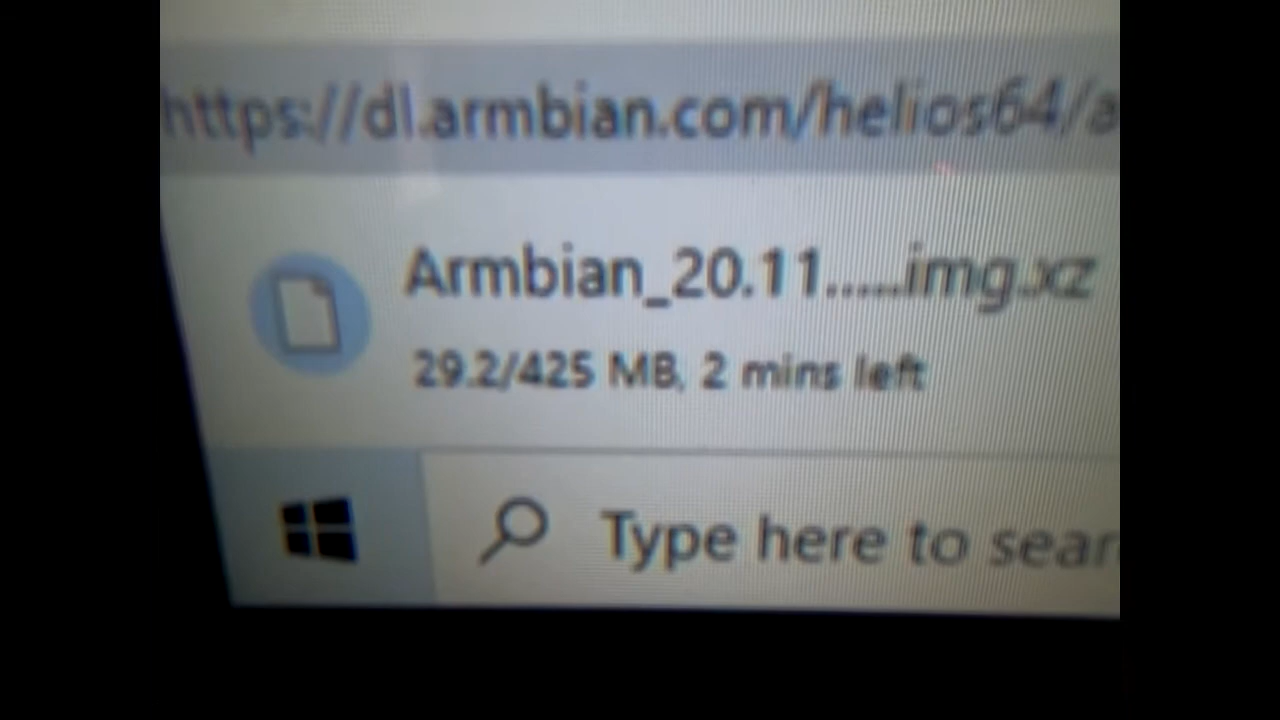 https://dl.armbian.com/helios64/a
Armbian_20.11.....img.xz
29.2/425 MB, 2 mins left
Type here to sear